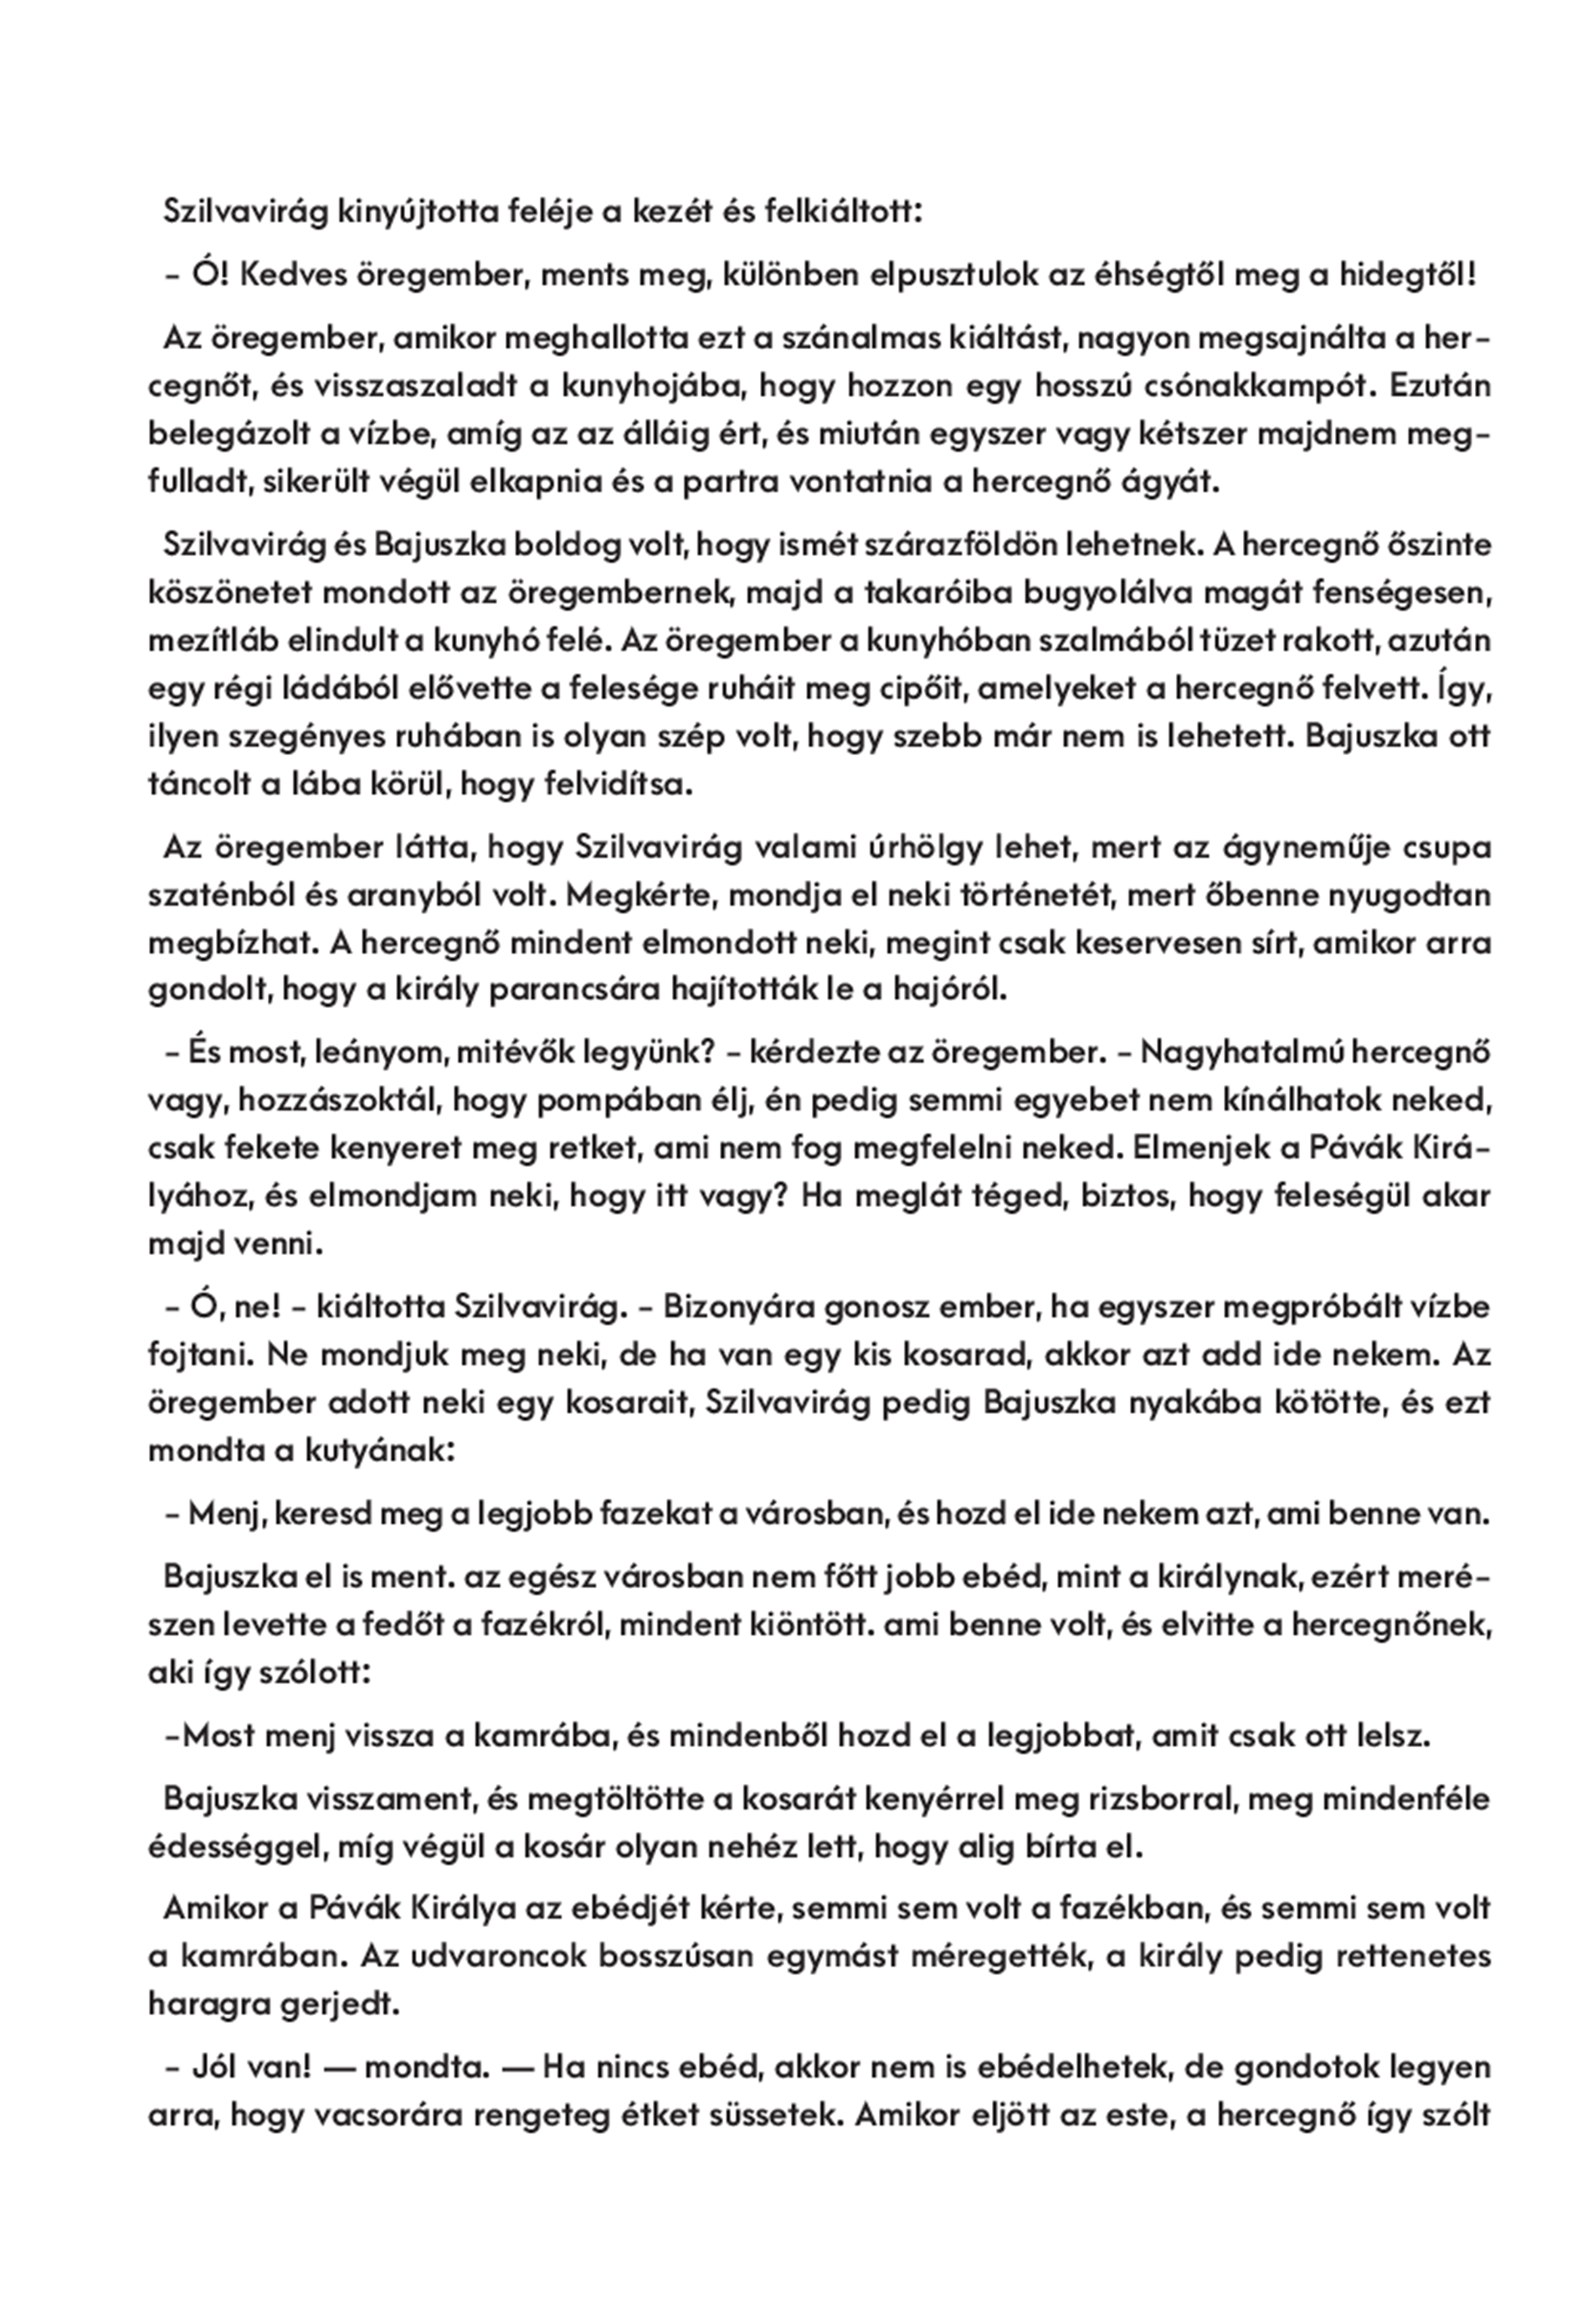 Szilvavirág kinyújtotta feléje a kezét és felkiáltott:
– Ó! Kedves öregember, ments meg, különben elpusztulok az éhségtől meg a hidegtől!
Az öregember, amikor meghallotta ezt a szánalmas kiáltást, nagyon megsajnálta a her-
cegnőt, és visszaszaladt a kunyhojába, hogy hozzon egy hosszú csónakkampót. Ezután
belegázolt a vízbe, amíg az az álláig ért, és miután egyszer vagy kétszer majdnem meg-
fulladt, sikerült végül elkapnia és a partra vontatnia a hercegnő ágyát.
Szilvavirág és Bajuszka boldog volt, hogy ismét szárazföldön lehetnek. A hercegnő őszinte
köszönetet mondott az öregembernek, majd a takaróiba bugyolálva magát fenségesen,
mezítláb elindult a kunyhó felé. Az öregember a kunyhóban szalmából tüzet rakott, azután
egy régi ládából elővette a felesége ruháit meg cipőit, amelyeket a hercegnő felvett. Így,
ilyen szegényes ruhában is olyan szép volt, hogy szebb már nem is lehetett. Bajuszka ott
táncolt a lába körül, hogy felvidítsa.
Az öregember látta, hogy Szilvavirág valami úrhölgy lehet, mert az ágyneműje csupa
szaténból és aranyból volt. Megkérte, mondja el neki történetét, mert őbenne nyugodtan
megbízhat. A hercegnő mindent elmondott neki, megint csak keservesen sírt, amikor arra
gondolt, hogy a király parancsára hajították le a hajóról.
– És most, leányom, mitévők legyünk? – kérdezte az öregember. – Nagyhatalmú hercegnő
vagy, hozzászoktál, hogy pompában élj, én pedig semmi egyebet nem kínálhatok neked,
csak fekete kenyeret meg retket, ami nem fog megfelelni neked. Elmenjek a Pávák Kirá-
lyához, és elmondjam neki, hogy itt vagy? Ha meglát téged, biztos, hogy feleségül akar
majd venni.
– Ó, ne! – kiáltotta Szilvavirág. – Bizonyára gonosz ember, ha egyszer megpróbált vízbe
fojtani. Ne mondjuk meg neki, de ha van egy kis kosarad, akkor azt add ide nekem. Az
öregember adott neki egy kosarait, Szilvavirág pedig Bajuszka nyakába kötötte, és ezt
mondta a kutyának:
– Menj, keresd meg a legjobb fazekat a városban, és hozd el ide nekem azt, ami benne van.
Bajuszka el is ment. az egész városban nem főtt jobb ebéd, mint a királynak, ezért meré-
szen levette a fedőt a fazékról, mindent kiöntött. ami benne volt, és elvitte a hercegnőnek,
aki így szólott:
–Most menj vissza a kamrába, és mindenből hozd el a legjobbat, amit csak ott lelsz.
Bajuszka visszament, és megtöltötte a kosarát kenyérrel meg rizsborral, meg mindenféle
édességgel, míg végül a kosár olyan nehéz lett, hogy alig bírta el.
Amikor a Pávák Királya az ebédjét kérte, semmi sem volt a fazékban, és semmi sem volt
a kamrában. Az udvaroncok bosszúsan egymást méregették, a király pedig rettenetes
haragra gerjedt.
– Jól van! — mondta. — Ha nincs ebéd, akkor nem is ebédelhetek, de gondotok legyen
arra, hogy vacsorára rengeteg étket süssetek. Amikor eljött az este, a hercegnő így szólt